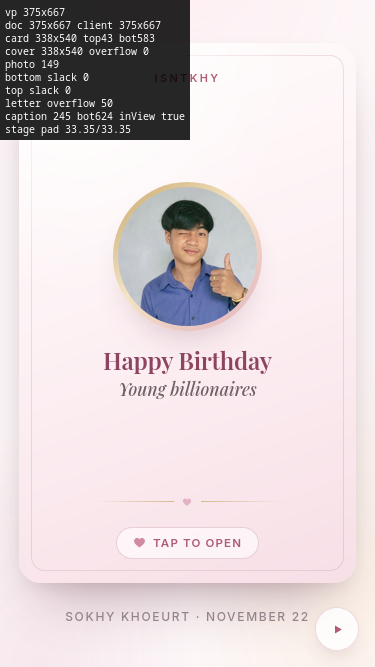 vp 375x667
doc 375x667 client 375x667
card 338x540 top43 bot583
cover 338x540 overflow 0
photo 149
bottom slack 0
top slack 0
letter overflow 50
caption 245 bot624 inView true
stage pad 33.35/33.35
ISNTKHY
Happy Birthday
Young billionaires
TAP TO OPEN
SOKHY KHOEURT · NOVEMBER 22